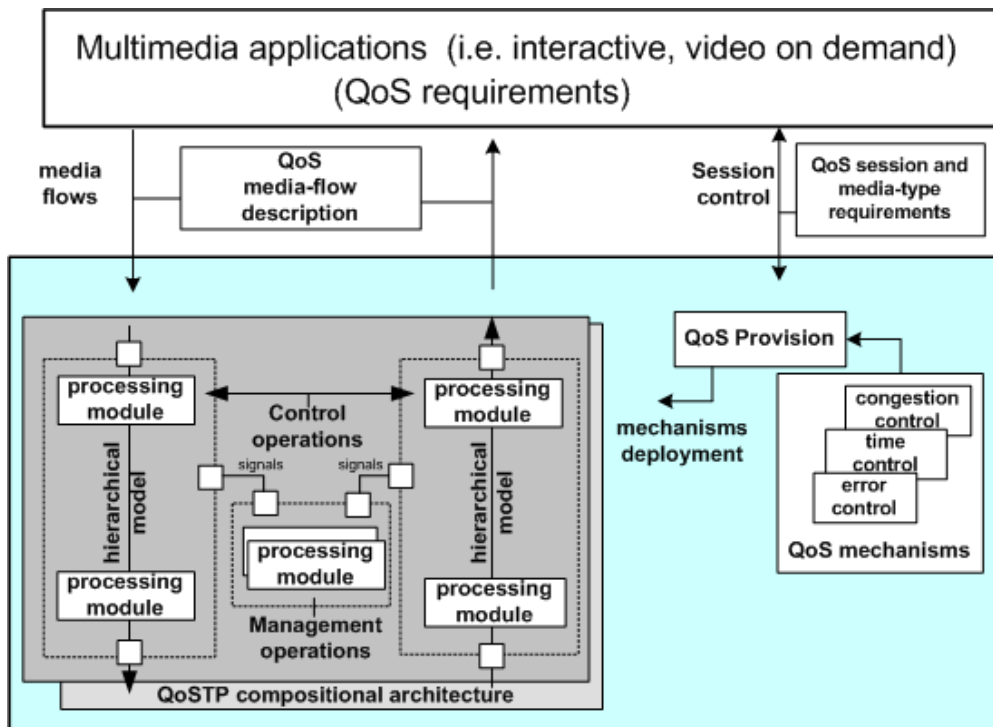 Multimedia applications (i.e. interactive, video on demand)
(QoS requirements)
media
flows
QoS
media-flow
description
Session
control
QoS session and
media-type
requirements
processing
module
Control
operations
processing
module
signals
signals
hierarchical
model
hierarchical
model
processing
module
processing
module
processing
module
Management
operations
QoSTP compositional architecture
QoS Provision
mechanisms
deployment
congestion
control
time
control
error
control
QoS mechanisms